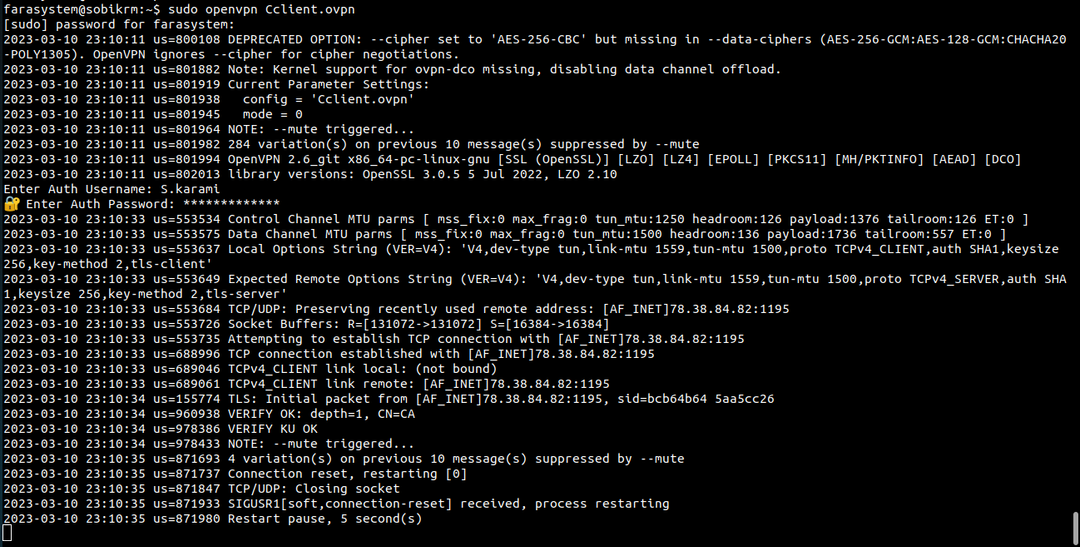 farasystem@sobikrm:~$ sudo openvpn Cclient.ovpn
[sudo] password for farasystem:
2023-03-10 23:10:11 us=800108 DEPRECATED OPTION: --cipher set to 'AES-256-CBC' but missing in --data-ciphers (AES-256-GCM:AES-128-GCM:CHACHA20
-POLY1305). OpenVPN ignores --cipher for cipher negotiations.
2023-03-10 23:10:11 us=801882 Note: Kernel support for ovpn-dco missing, disabling data channel offload.
2023-03-10 23:10:11 us=801919 Current Parameter Settings:
2023-03-10 23:10:11 us=801938   config = 'Cclient.ovpn'
2023-03-10 23:10:11 us=801945   mode = 0
2023-03-10 23:10:11 us=801964 NOTE: --mute triggered...
2023-03-10 23:10:11 us=801982 284 variation(s) on previous 10 message(s) suppressed by --mute
2023-03-10 23:10:11 us=801994 OpenVPN 2.6_git x86_64-pc-linux-gnu [SSL (OpenSSL)] [LZO] [LZ4] [EPOLL] [PKCS11] [MH/PKTINFO] [AEAD] [DCO]
2023-03-10 23:10:11 us=802013 library versions: OpenSSL 3.0.5 5 Jul 2022, LZO 2.10
Enter Auth Username: S.karami
🔐 Enter Auth Password: *************
2023-03-10 23:10:33 us=553534 Control Channel MTU parms [ mss_fix:0 max_frag:0 tun_mtu:1250 headroom:126 payload:1376 tailroom:126 ET:0 ]
2023-03-10 23:10:33 us=553575 Data Channel MTU parms [ mss_fix:0 max_frag:0 tun_mtu:1500 headroom:136 payload:1736 tailroom:557 ET:0 ]
2023-03-10 23:10:33 us=553637 Local Options String (VER=V4): 'V4,dev-type tun,link-mtu 1559,tun-mtu 1500,proto TCPv4_CLIENT,auth SHA1,keysize
256,key-method 2,tls-client'
2023-03-10 23:10:33 us=553649 Expected Remote Options String (VER=V4): 'V4,dev-type tun,link-mtu 1559,tun-mtu 1500,proto TCPv4_SERVER,auth SHA
1,keysize 256,key-method 2,tls-server'
2023-03-10 23:10:33 us=553684 TCP/UDP: Preserving recently used remote address: [AF_INET]78.38.84.82:1195
2023-03-10 23:10:33 us=553726 Socket Buffers: R=[131072->131072] S=[16384->16384]
2023-03-10 23:10:33 us=553735 Attempting to establish TCP connection with [AF_INET]78.38.84.82:1195
2023-03-10 23:10:33 us=688996 TCP connection established with [AF_INET]78.38.84.82:1195
2023-03-10 23:10:33 us=689046 TCPv4_CLIENT link local: (not bound)
2023-03-10 23:10:33 us=689061 TCPv4_CLIENT link remote: [AF_INET]78.38.84.82:1195
2023-03-10 23:10:34 us=155774 TLS: Initial packet from [AF_INET]78.38.84.82:1195, sid=bcb64b64 5aa5cc26
2023-03-10 23:10:34 us=960938 VERIFY OK: depth=1, CN=CA
2023-03-10 23:10:34 us=978386 VERIFY KU OK
2023-03-10 23:10:34 us=978433 NOTE: --mute triggered...
2023-03-10 23:10:35 us=871693 4 variation(s) on previous 10 message(s) suppressed by --mute
2023-03-10 23:10:35 us=871737 Connection reset, restarting [0]
2023-03-10 23:10:35 us=871847 TCP/UDP: Closing socket
2023-03-10 23:10:35 us=871933 SIGUSR1[soft,connection-reset] received, process restarting
2023-03-10 23:10:35 us=871980 Restart pause, 5 second(s)